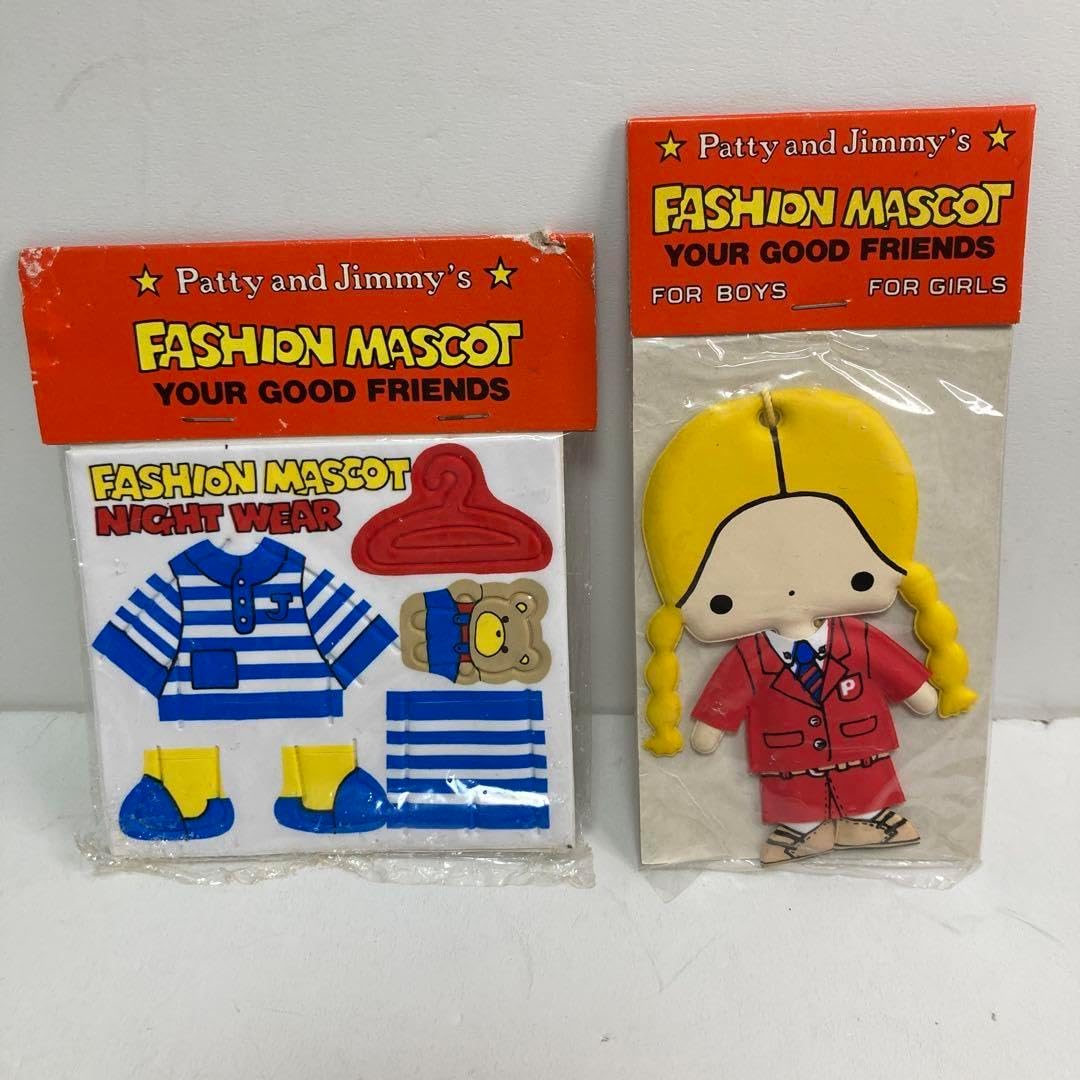 Patty and Jimmy's
FASHION MASCOT
YOUR GOOD FRIENDS
FASHION MASCOT
NIGHT WEAR
J
Patty and Jimmy's
FASHION MASCOT
YOUR GOOD FRIENDS
FOR BOYS FOR GIRLS
P